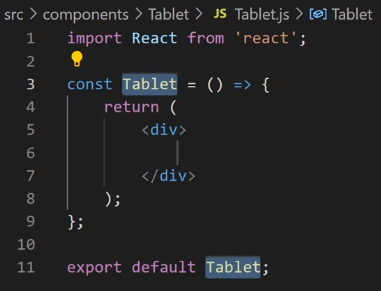 src > components > Tablet > JS Tablet.js > Tablet
1 import React from 'react';
2
3 const Tablet = () => {
4     return (
5         <div>
6
7         </div>
8     );
9 };
10
11 export default Tablet;